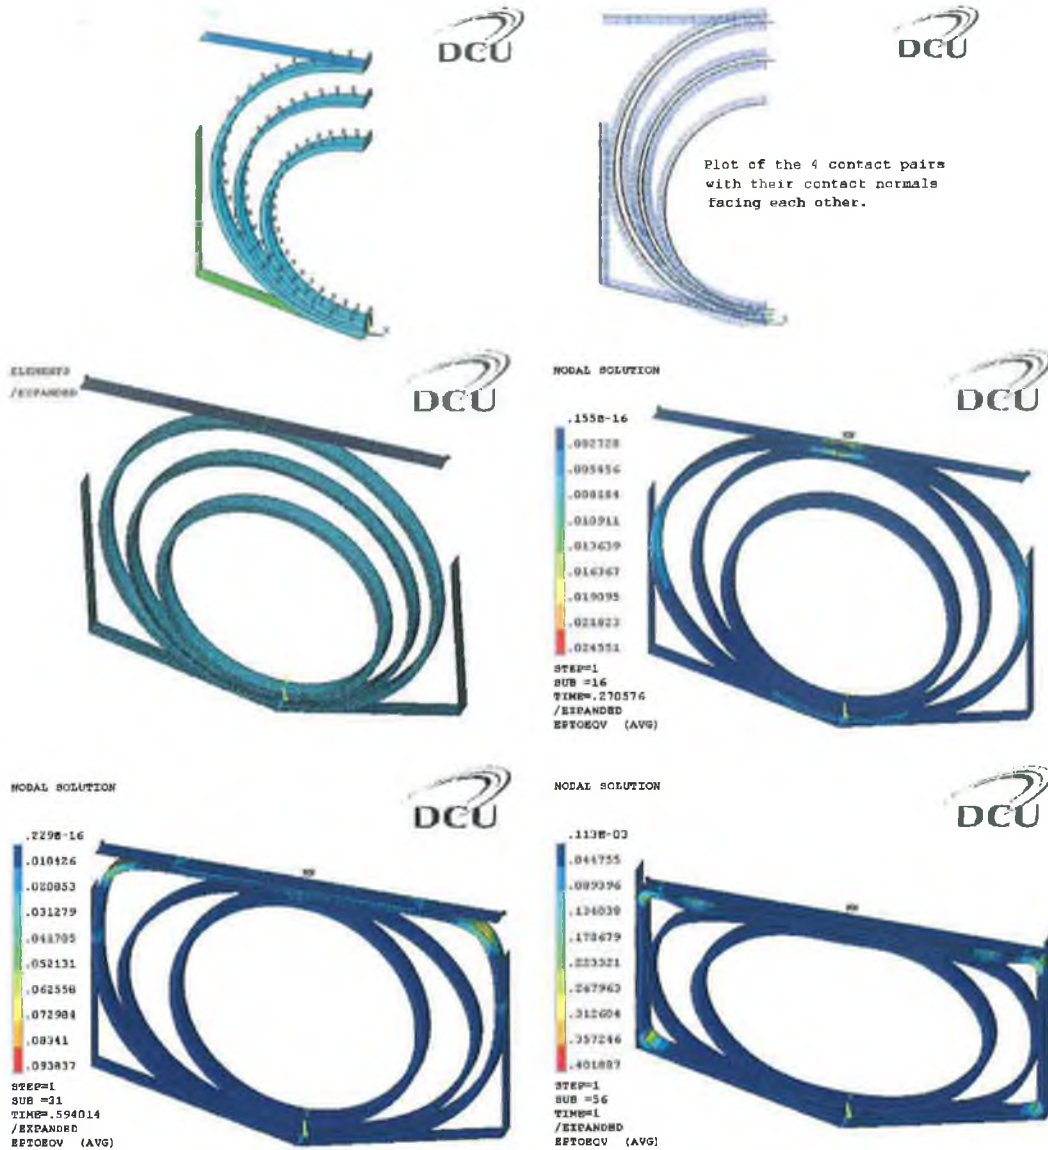 DCU
DCU
Plot of the 4 contact pairs
with their contact normals
facing each other.
X
ELEMENTS
/EXPANDED
DCU
NODAL SOLUTION
DCU
.155E-16
.002728
.005456
.008184
.010911
.013639
.016367
.019095
.021823
.024551
STEP=1
SUB =16
TIME=.270576
/EXPANDED
EPTOEQV (AVG)
MX
NODAL SOLUTION
DCU
.229E-16
.010426
.020853
.031279
.041705
.052131
.062558
.072984
.08341
.093837
STEP=1
SUB =31
TIME=.594014
/EXPANDED
EPTOEQV (AVG)
NODAL SOLUTION
DCU
.113E-03
.044755
.089396
.134038
.178679
.223321
.267963
.312604
.357246
.401887
STEP=1
SUB =56
TIME=1
/EXPANDED
EPTOEQV (AVG)